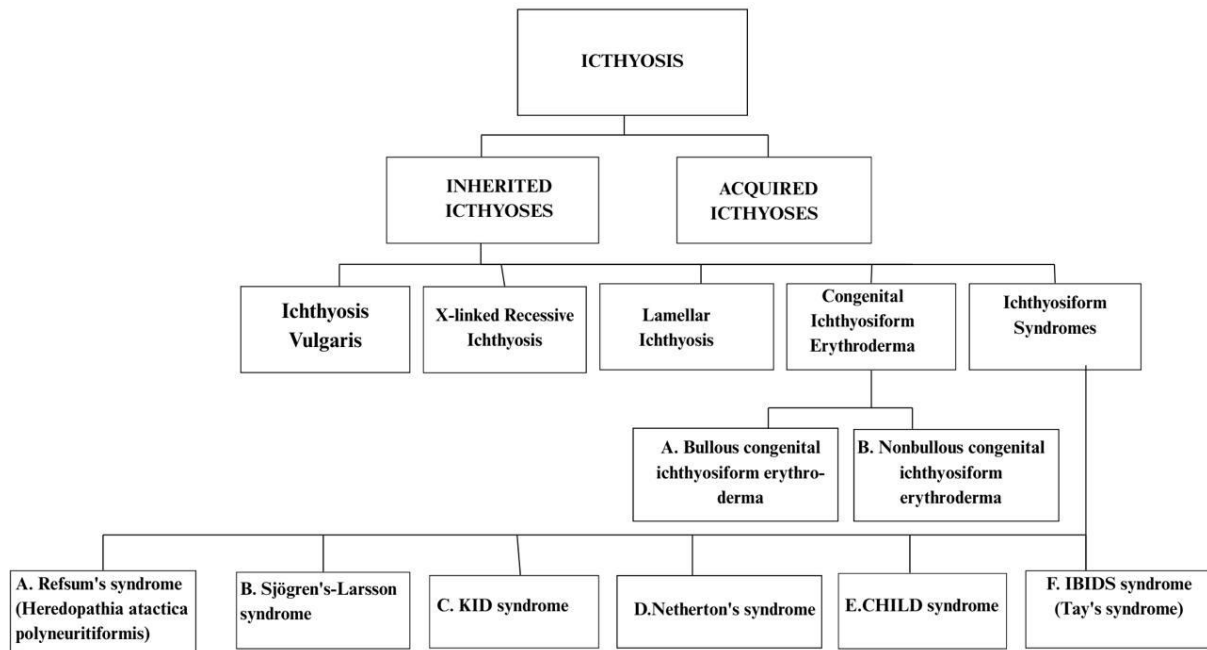 ICTHYOSIS
INHERITED
ICTHYOSES
ACQUIRED
ICTHYOSES
Ichthyosis
Vulgaris
X-linked Recessive
Ichthyosis
Lamellar
Ichthyosis
Congenital
Ichthyosiform
Erythroderma
Ichthyosiform
Syndromes
A. Bullous congenital
ichthyosiform erythro-
derma
B. Nonbullous congenital
ichthyosiform
erythroderma
A. Refsum's syndrome
(Heredopathia atactica
polyneuritiformis)
B. Sjögren's-Larsson
syndrome
C. KID syndrome
D.Netherton's syndrome
E.CHILD syndrome
F. IBIDS syndrome
(Tay's syndrome)